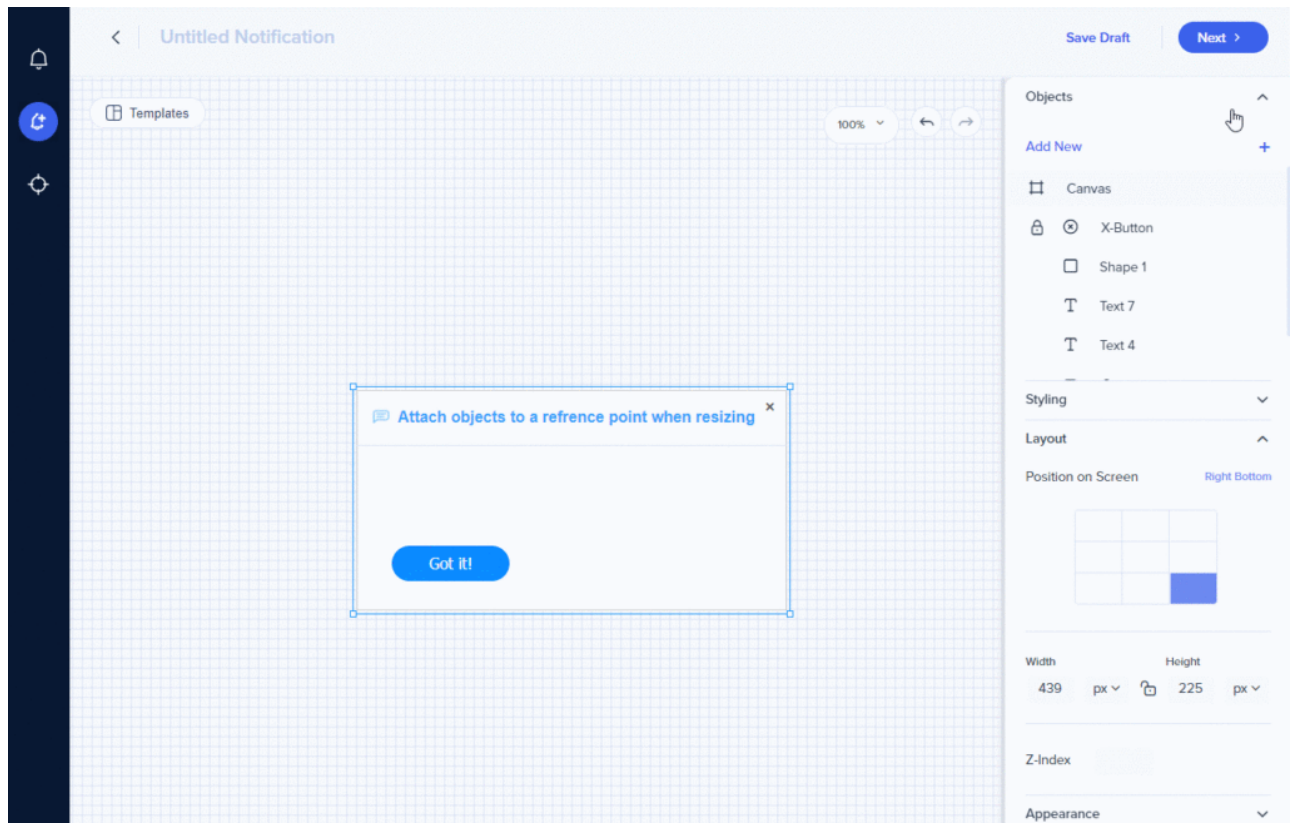 Untitled Notification
Save Draft
Next >
Templates
100%
Objects
Add New +
Canvas
X-Button
Shape 1
Text 7
Text 4
Attach objects to a refrence point when resizing ×
Got it!
Styling
Layout
Position on Screen Right Bottom
Width Height
439 px 225 px
Z-Index
Appearance